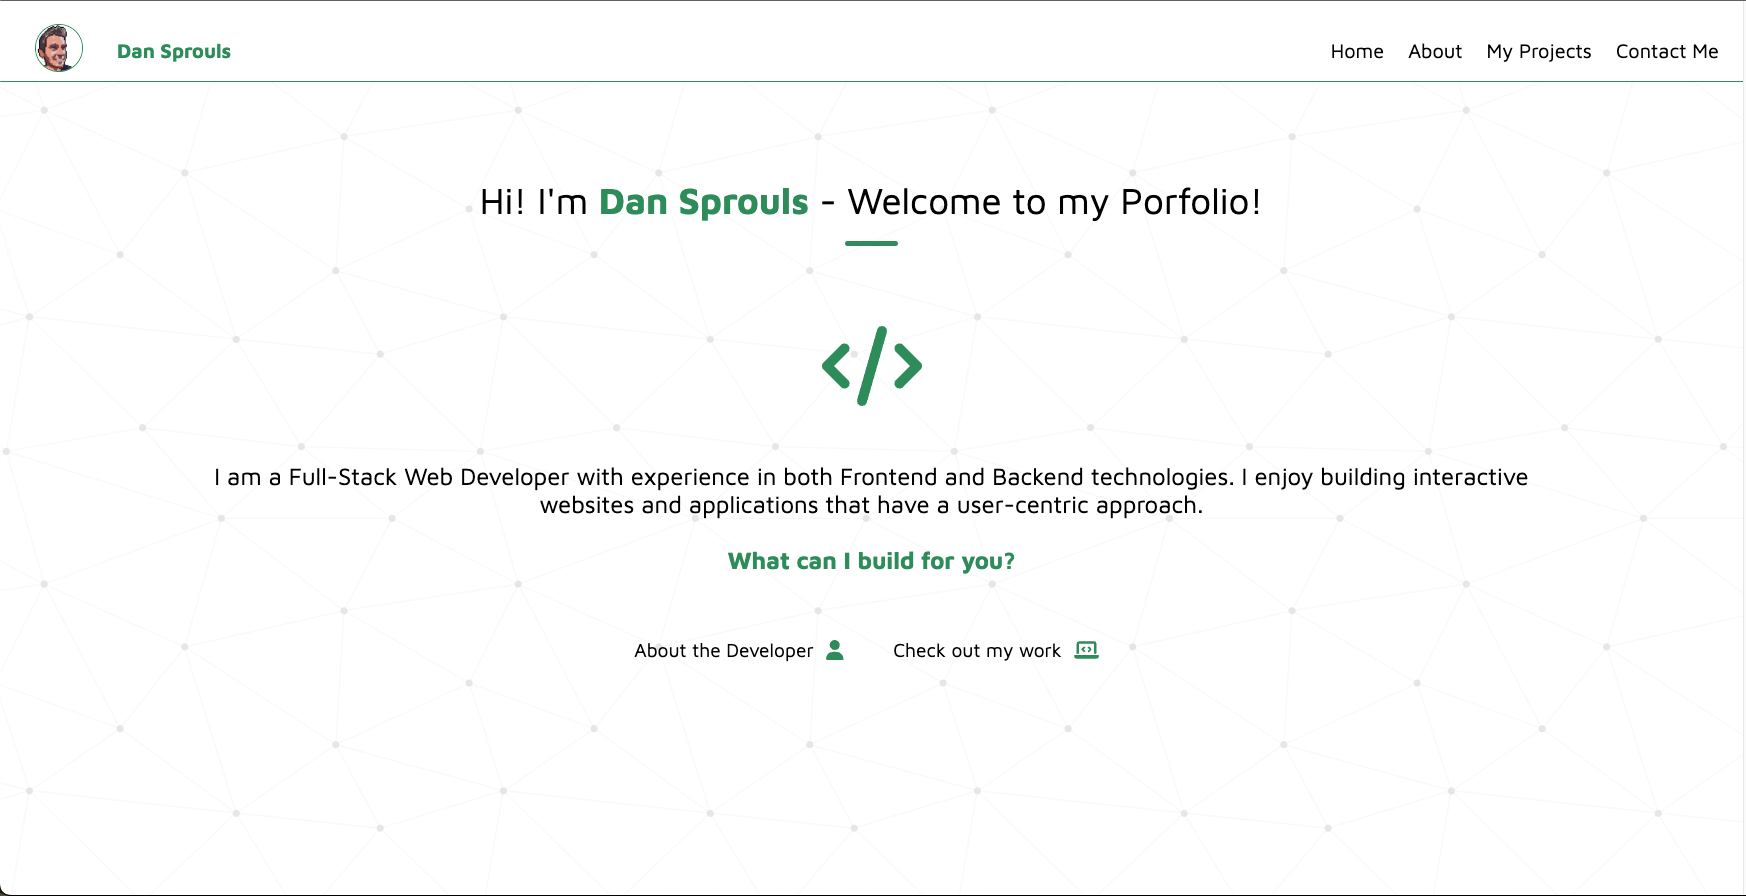 Dan Sprouls
Home About My Projects Contact Me
Hi! I'm Dan Sprouls - Welcome to my Porfolio!
</>
I am a Full-Stack Web Developer with experience in both Frontend and Backend technologies. I enjoy building interactive
websites and applications that have a user-centric approach.
What can I build for you?
About the Developer
Check out my work